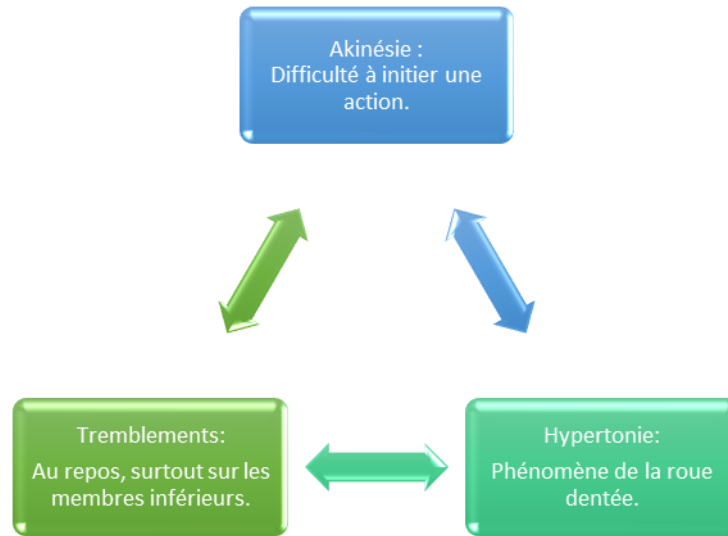 Akinésie :
Difficulté à initier une
action.
Tremblements:
Au repos, surtout sur les
membres inférieurs.
Hypertonie:
Phénomène de la roue
dentée.